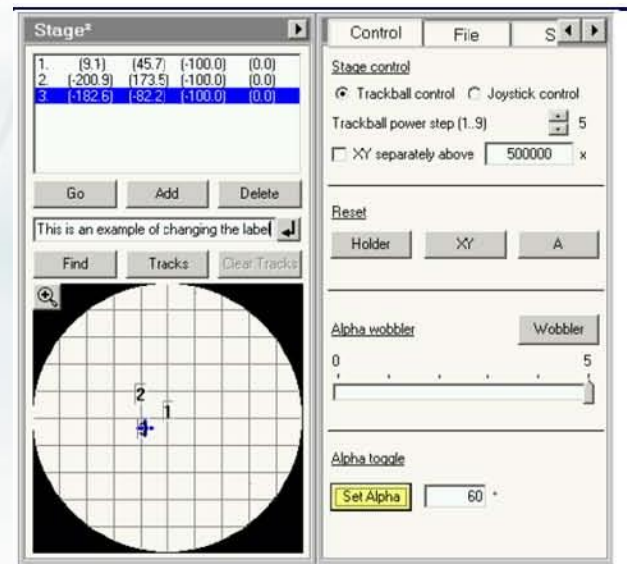 Stage²
1. (9.1) (45.7) (-100.0) (0.0)
2. (-200.9) (173.5) (-100.0) (0.0)
3. (-182.6) (-82.2) (-100.0) (0.0)
Go Add Delete
This is an example of changing the label
Find Tracks Clear Tracks
2
1
Control File S
Stage control
Trackball control Joystick control
Trackball power step (1..9) 5
XY separately above 500000 x
Reset
Holder XY A
Alpha wobbler Wobbler
0 5
Alpha toggle
Set Alpha 60 °